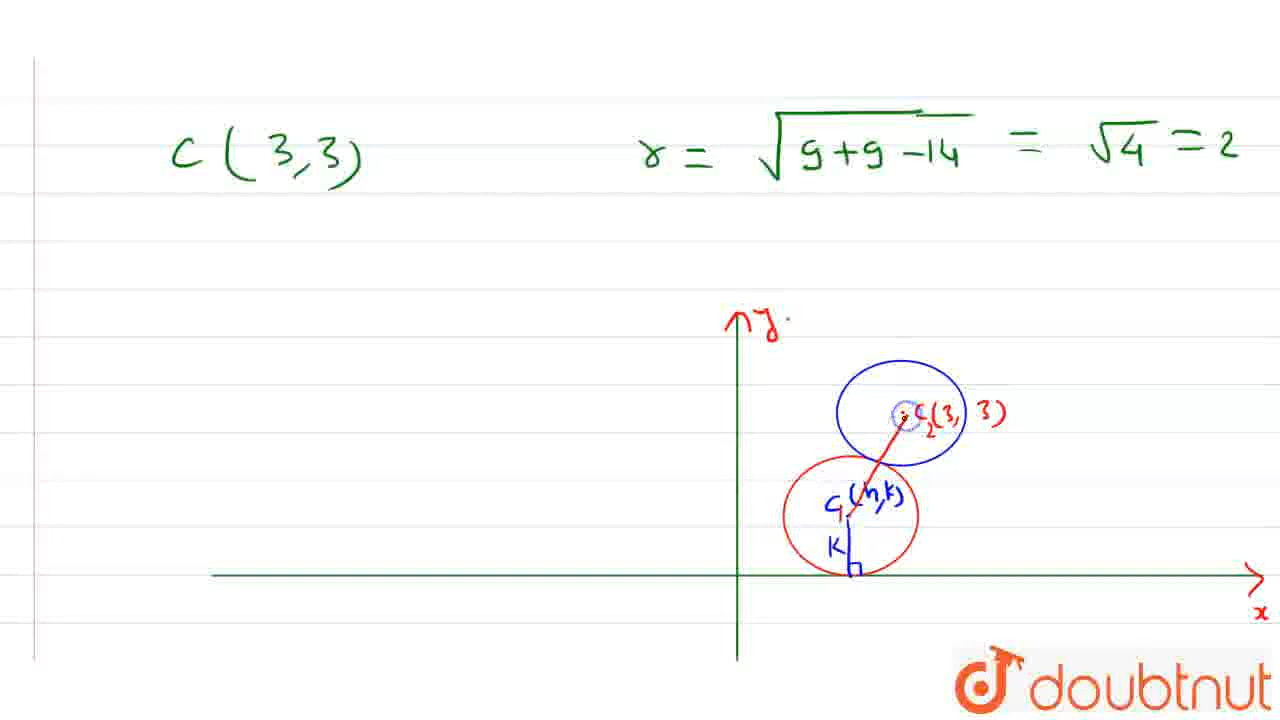 C (3,3) r = √9+9-14 = √4 = 2
y
C2(3, 3)
C1 (h,k)
K
x
doubtnut